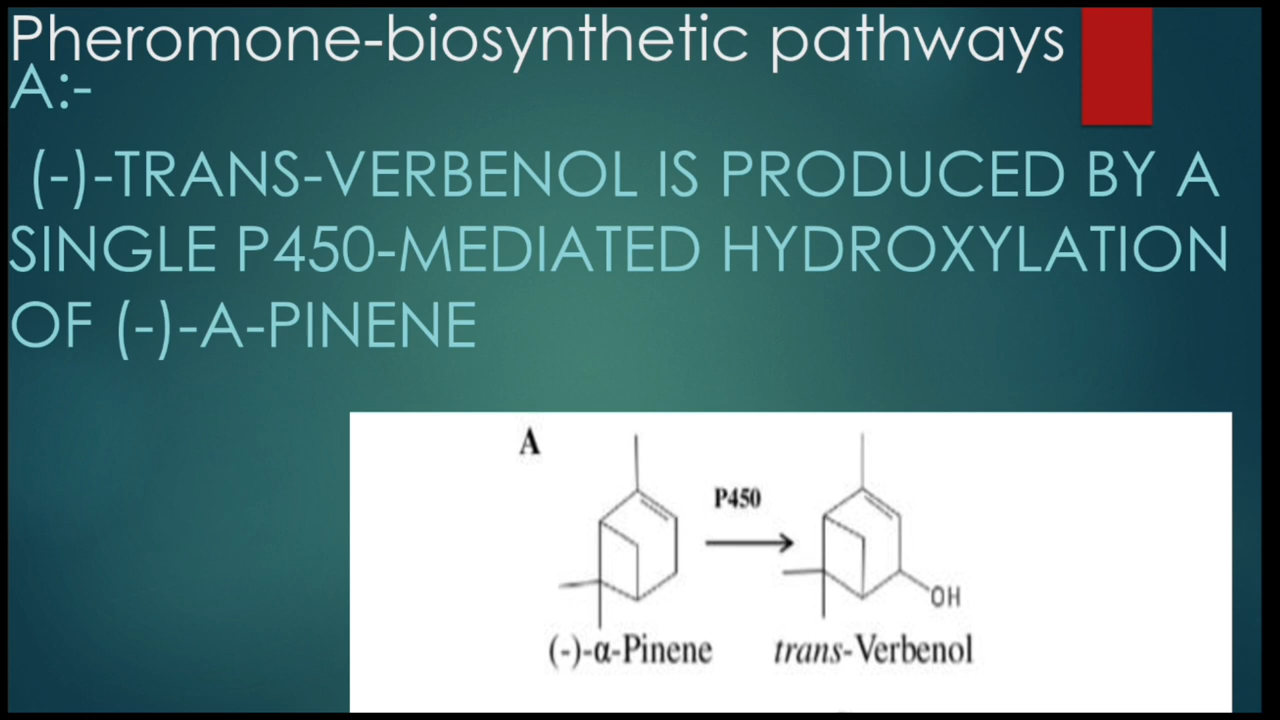 Pheromone-biosynthetic pathways
A:-
(-)-TRANS-VERBENOL IS PRODUCED BY A
SINGLE P450-MEDIATED HYDROXYLATION
OF (-)-A-PINENE
A
P450
OH
(-)-α-Pinene
trans-Verbenol